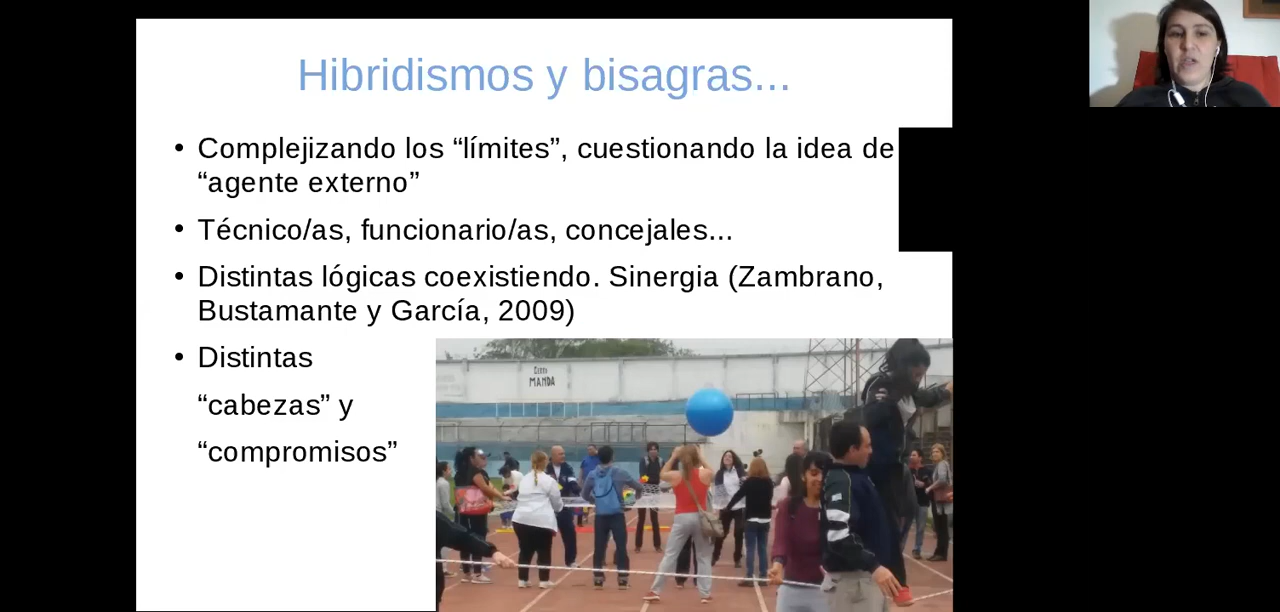 Hibridismos y bisagras...
• Complejizando los “límites”, cuestionando la idea de
“agente externo”
• Técnico/as, funcionario/as, concejales...
• Distintas lógicas coexistiendo. Sinergia (Zambrano,
Bustamante y García, 2009)
• Distintas
“cabezas” y
“compromisos”
MANDA